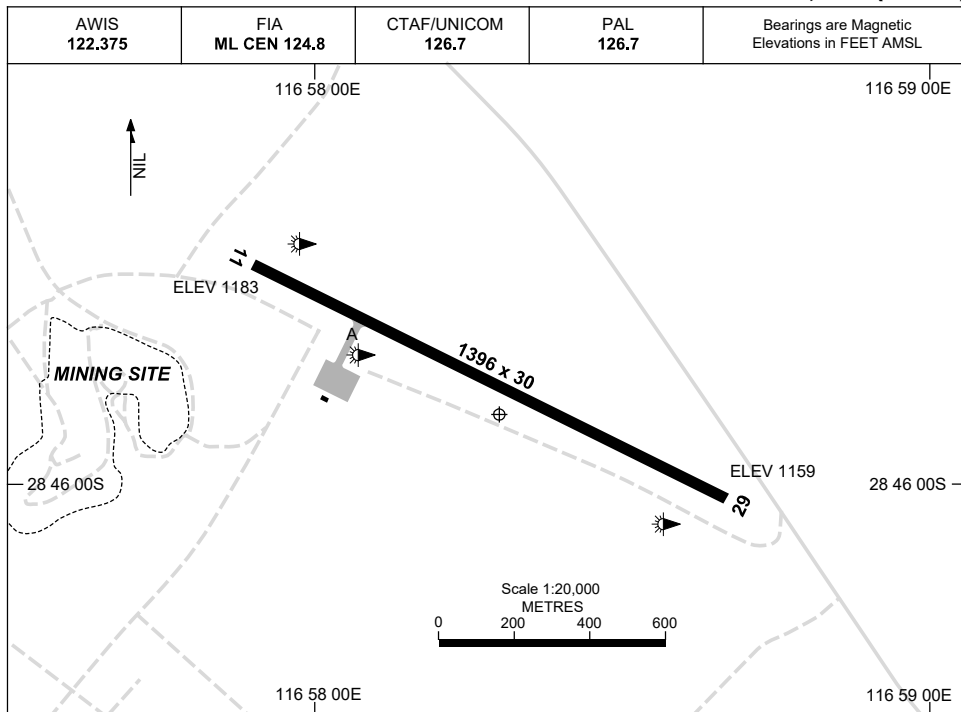 AWIS
122.375
FIA
ML CEN 124.8
CTAF/UNICOM
126.7
PAL
126.7
Bearings are Magnetic
Elevations in FEET AMSL
116 58 00E
116 59 00E
NIL
11
ELEV 1183
A
1396 x 30
MINING SITE
ELEV 1159
28 46 00S
28 46 00S
29
Scale 1:20,000
METRES
0 200 400 600
116 58 00E
116 59 00E